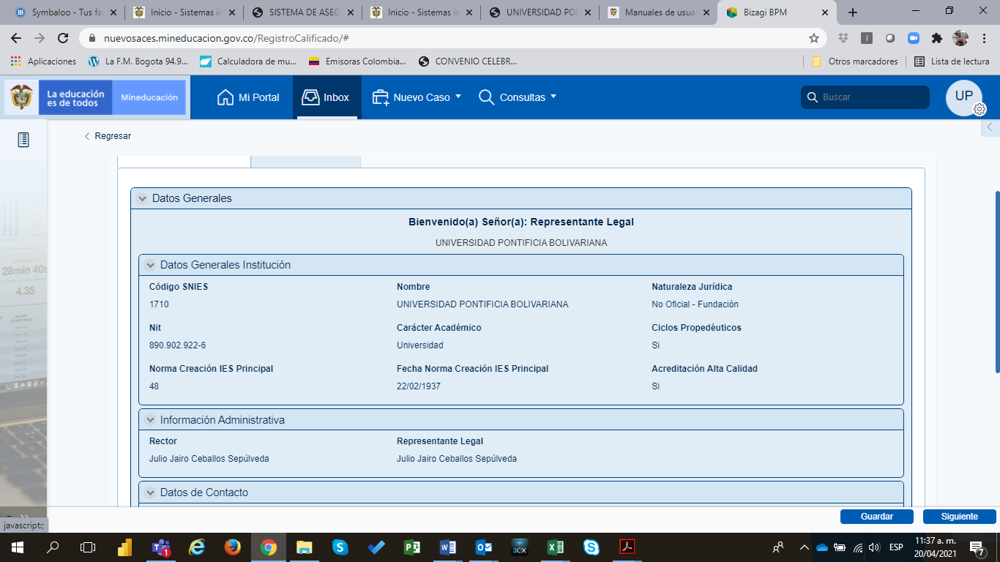 Symbaloo - Tus fa
Inicio - Sistemas in
SISTEMA DE ASEG
Inicio - Sistemas in
UNIVERSIDAD PO
Manuales de usua
Bizagi BPM
nuevosaces.mineducacion.gov.co/RegistroCalificado/#
Aplicaciones
La F.M. Bogota 94.9...
Calculadora de mu...
Emisoras Colombia...
CONVENIO CELEBR...
Otros marcadores
Lista de lectura
La educación
es de todos
Mineducación
Mi Portal
Inbox
Nuevo Caso
Consultas
Buscar
UP
Regresar
Datos Generales
Bienvenido(a) Señor(a): Representante Legal
UNIVERSIDAD PONTIFICIA BOLIVARIANA
Datos Generales Institución
Código SNIES Nombre Naturaleza Jurídica
1710 UNIVERSIDAD PONTIFICIA BOLIVARIANA No Oficial - Fundación
Nit Carácter Académico Ciclos Propedéuticos
890.902.922-6 Universidad Si
Norma Creación IES Principal Fecha Norma Creación IES Principal Acreditación Alta Calidad
48 22/02/1937 Si
28min 40s
4.35
Información Administrativa
Rector Representante Legal
Julio Jairo Ceballos Sepúlveda Julio Jairo Ceballos Sepúlveda
Datos de Contacto
Guardar Siguiente
javascript:;
1
3CX
ESP
11:37 a. m.
20/04/2021
7